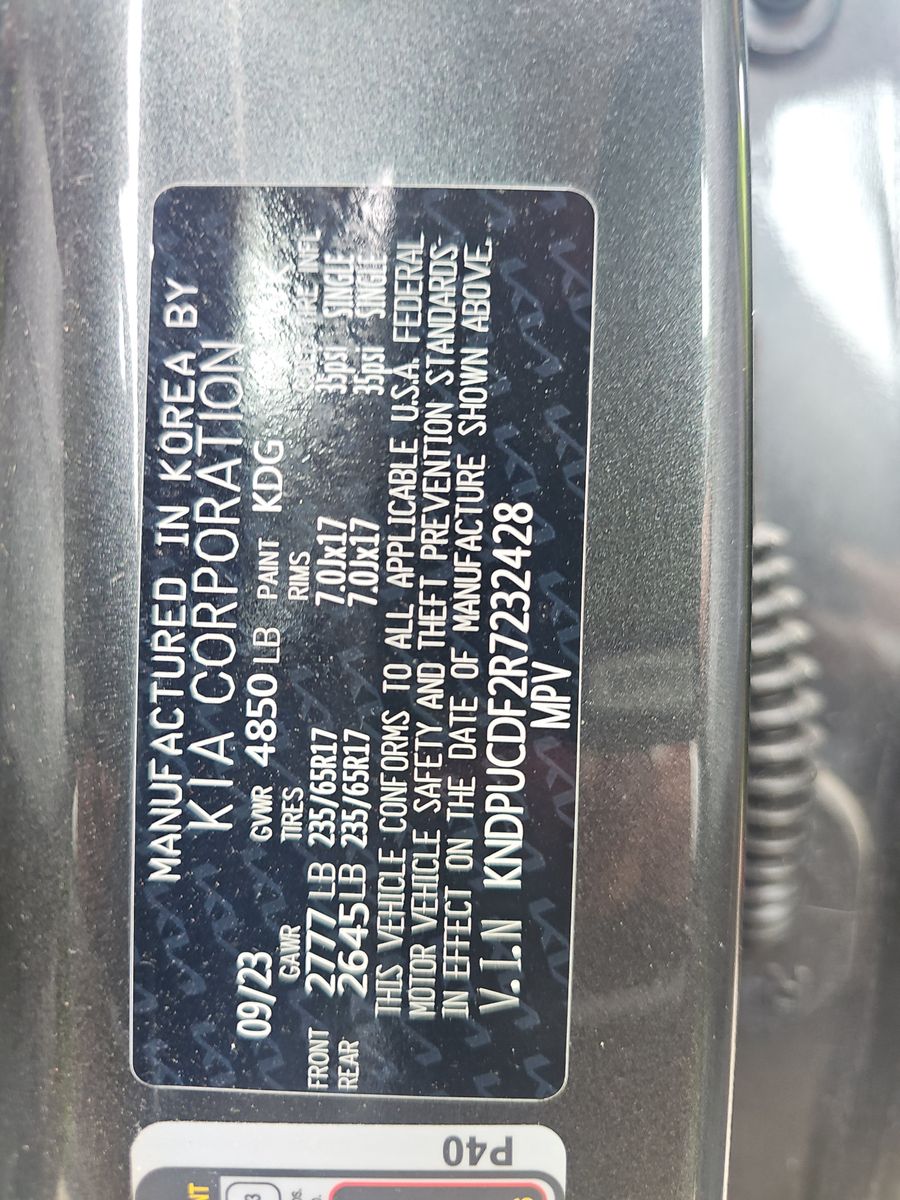 MANUFACTURED IN KOREA BY
KIA CORPORATION
09/23 GVWR 4850 LB PAINT KDG
GAWR TIRES RIMS
FRONT 2777 LB 235/65R17 7.0Jx17 35psi SINGLE
REAR 2645 LB 235/65R17 7.0Jx17 35psi SINGLE
THIS VEHICLE CONFORMS TO ALL APPLICABLE U.S.A. FEDERAL
MOTOR VEHICLE SAFETY AND THEFT PREVENTION STANDARDS
IN EFFECT ON THE DATE OF MANUFACTURE SHOWN ABOVE.
V.I.N KNDPUCDF2R7232428
MPV
P40